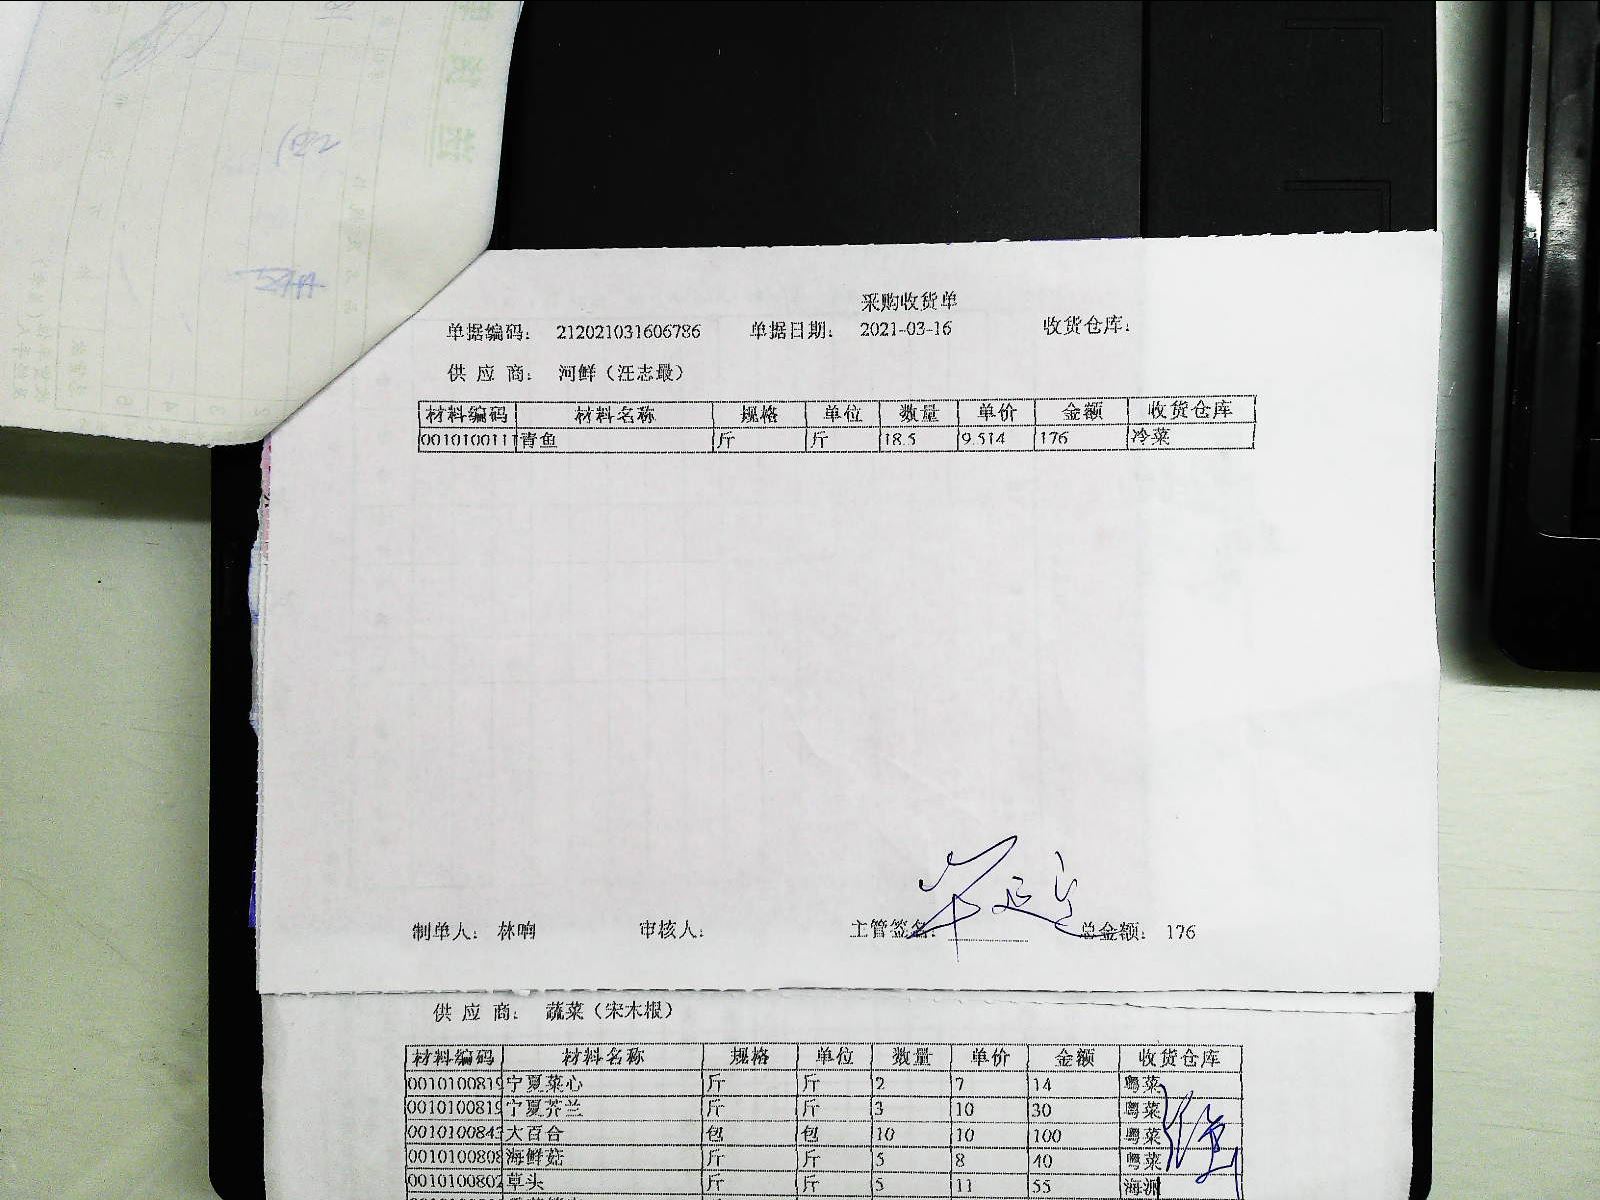 采购收货单
单据编码： 212021031606786 单据日期： 2021-03-16 收货仓库：
供 应 商： 河鲜（汪志最）
材料编码 材料名称 规格 单位 数量 单价 金额 收货仓库
0010100111 青鱼 斤 斤 18.5 9.514 176 冷菜
制单人： 林响 审核人： 主管签名： 总金额： 176
供 应 商： 蔬菜（宋木根）
材料编码 材料名称 规格 单位 数量 单价 金额 收货仓库
0010100819 宁夏菜心 斤 斤 2 7 14 粤菜
0010100819 宁夏芥兰 斤 斤 3 10 30 粤菜
0010100843 大百合 包 包 10 10 100 粤菜
0010100808 海鲜菇 斤 斤 5 8 40 粤菜
0010100802 草头 斤 斤 5 11 55 海派